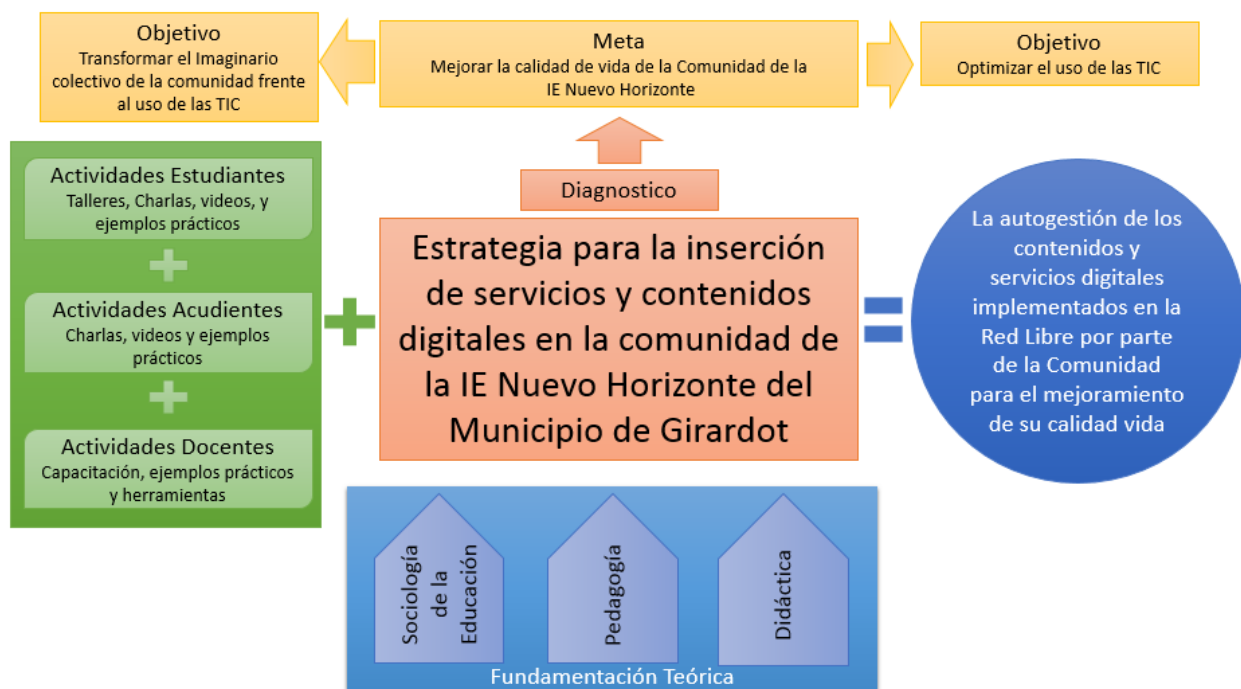 Objetivo
Transformar el Imaginario
colectivo de la comunidad frente
al uso de las TIC
Meta
Mejorar la calidad de vida de la Comunidad de la
IE Nuevo Horizonte
Objetivo
Optimizar el uso de las TIC
Actividades Estudiantes
Talleres, Charlas, videos, y
ejemplos prácticos
Actividades Acudientes
Charlas, videos y ejemplos
prácticos
Actividades Docentes
Capacitación, ejemplos prácticos
y herramientas
Diagnostico
Estrategia para la inserción
de servicios y contenidos
digitales en la comunidad de
la IE Nuevo Horizonte del
Municipio de Girardot
La autogestión de los
contenidos y
servicios digitales
implementados en la
Red Libre por parte
de la Comunidad
para el mejoramiento
de su calidad vida
Sociología
de la
Educación
Pedagogía
Didáctica
Fundamentación Teórica